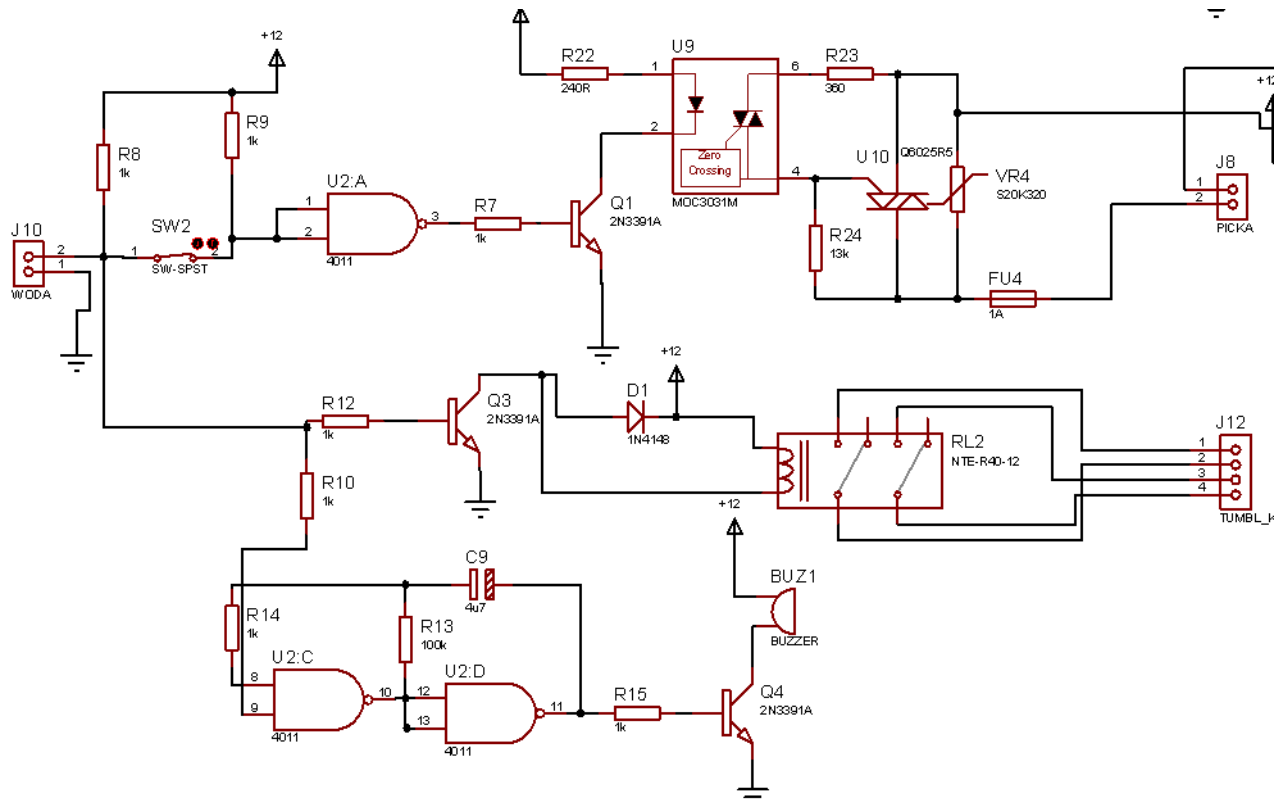 +12
R22
240R
U9
1
2
6
4
Zero
Crossing
MOC3031M
R23
360
U10
Q6025R5
VR4
S20K320
R24
13k
FU4
1A
+12
J8
1
2
PICKA
R8
1k
R9
1k
J10
2
1
WODA
SW2
1
2
SW-SPST
U2:A
1
2
3
4011
R7
1k
Q1
2N3391A
R12
1k
Q3
2N3391A
D1
1N4148
+12
RL2
NTE-R40-12
J12
1
2
3
4
R10
1k
+12
BUZ1
BUZZER
C9
4u7
R14
1k
R13
100k
U2:C
8
9
10
4011
U2:D
12
13
11
4011
R15
1k
Q4
2N3391A